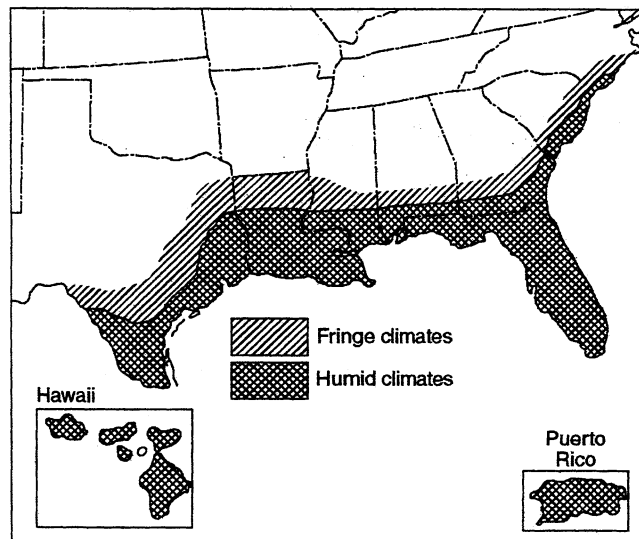 Fringe climates
Humid climates
Hawaii
Puerto
Rico